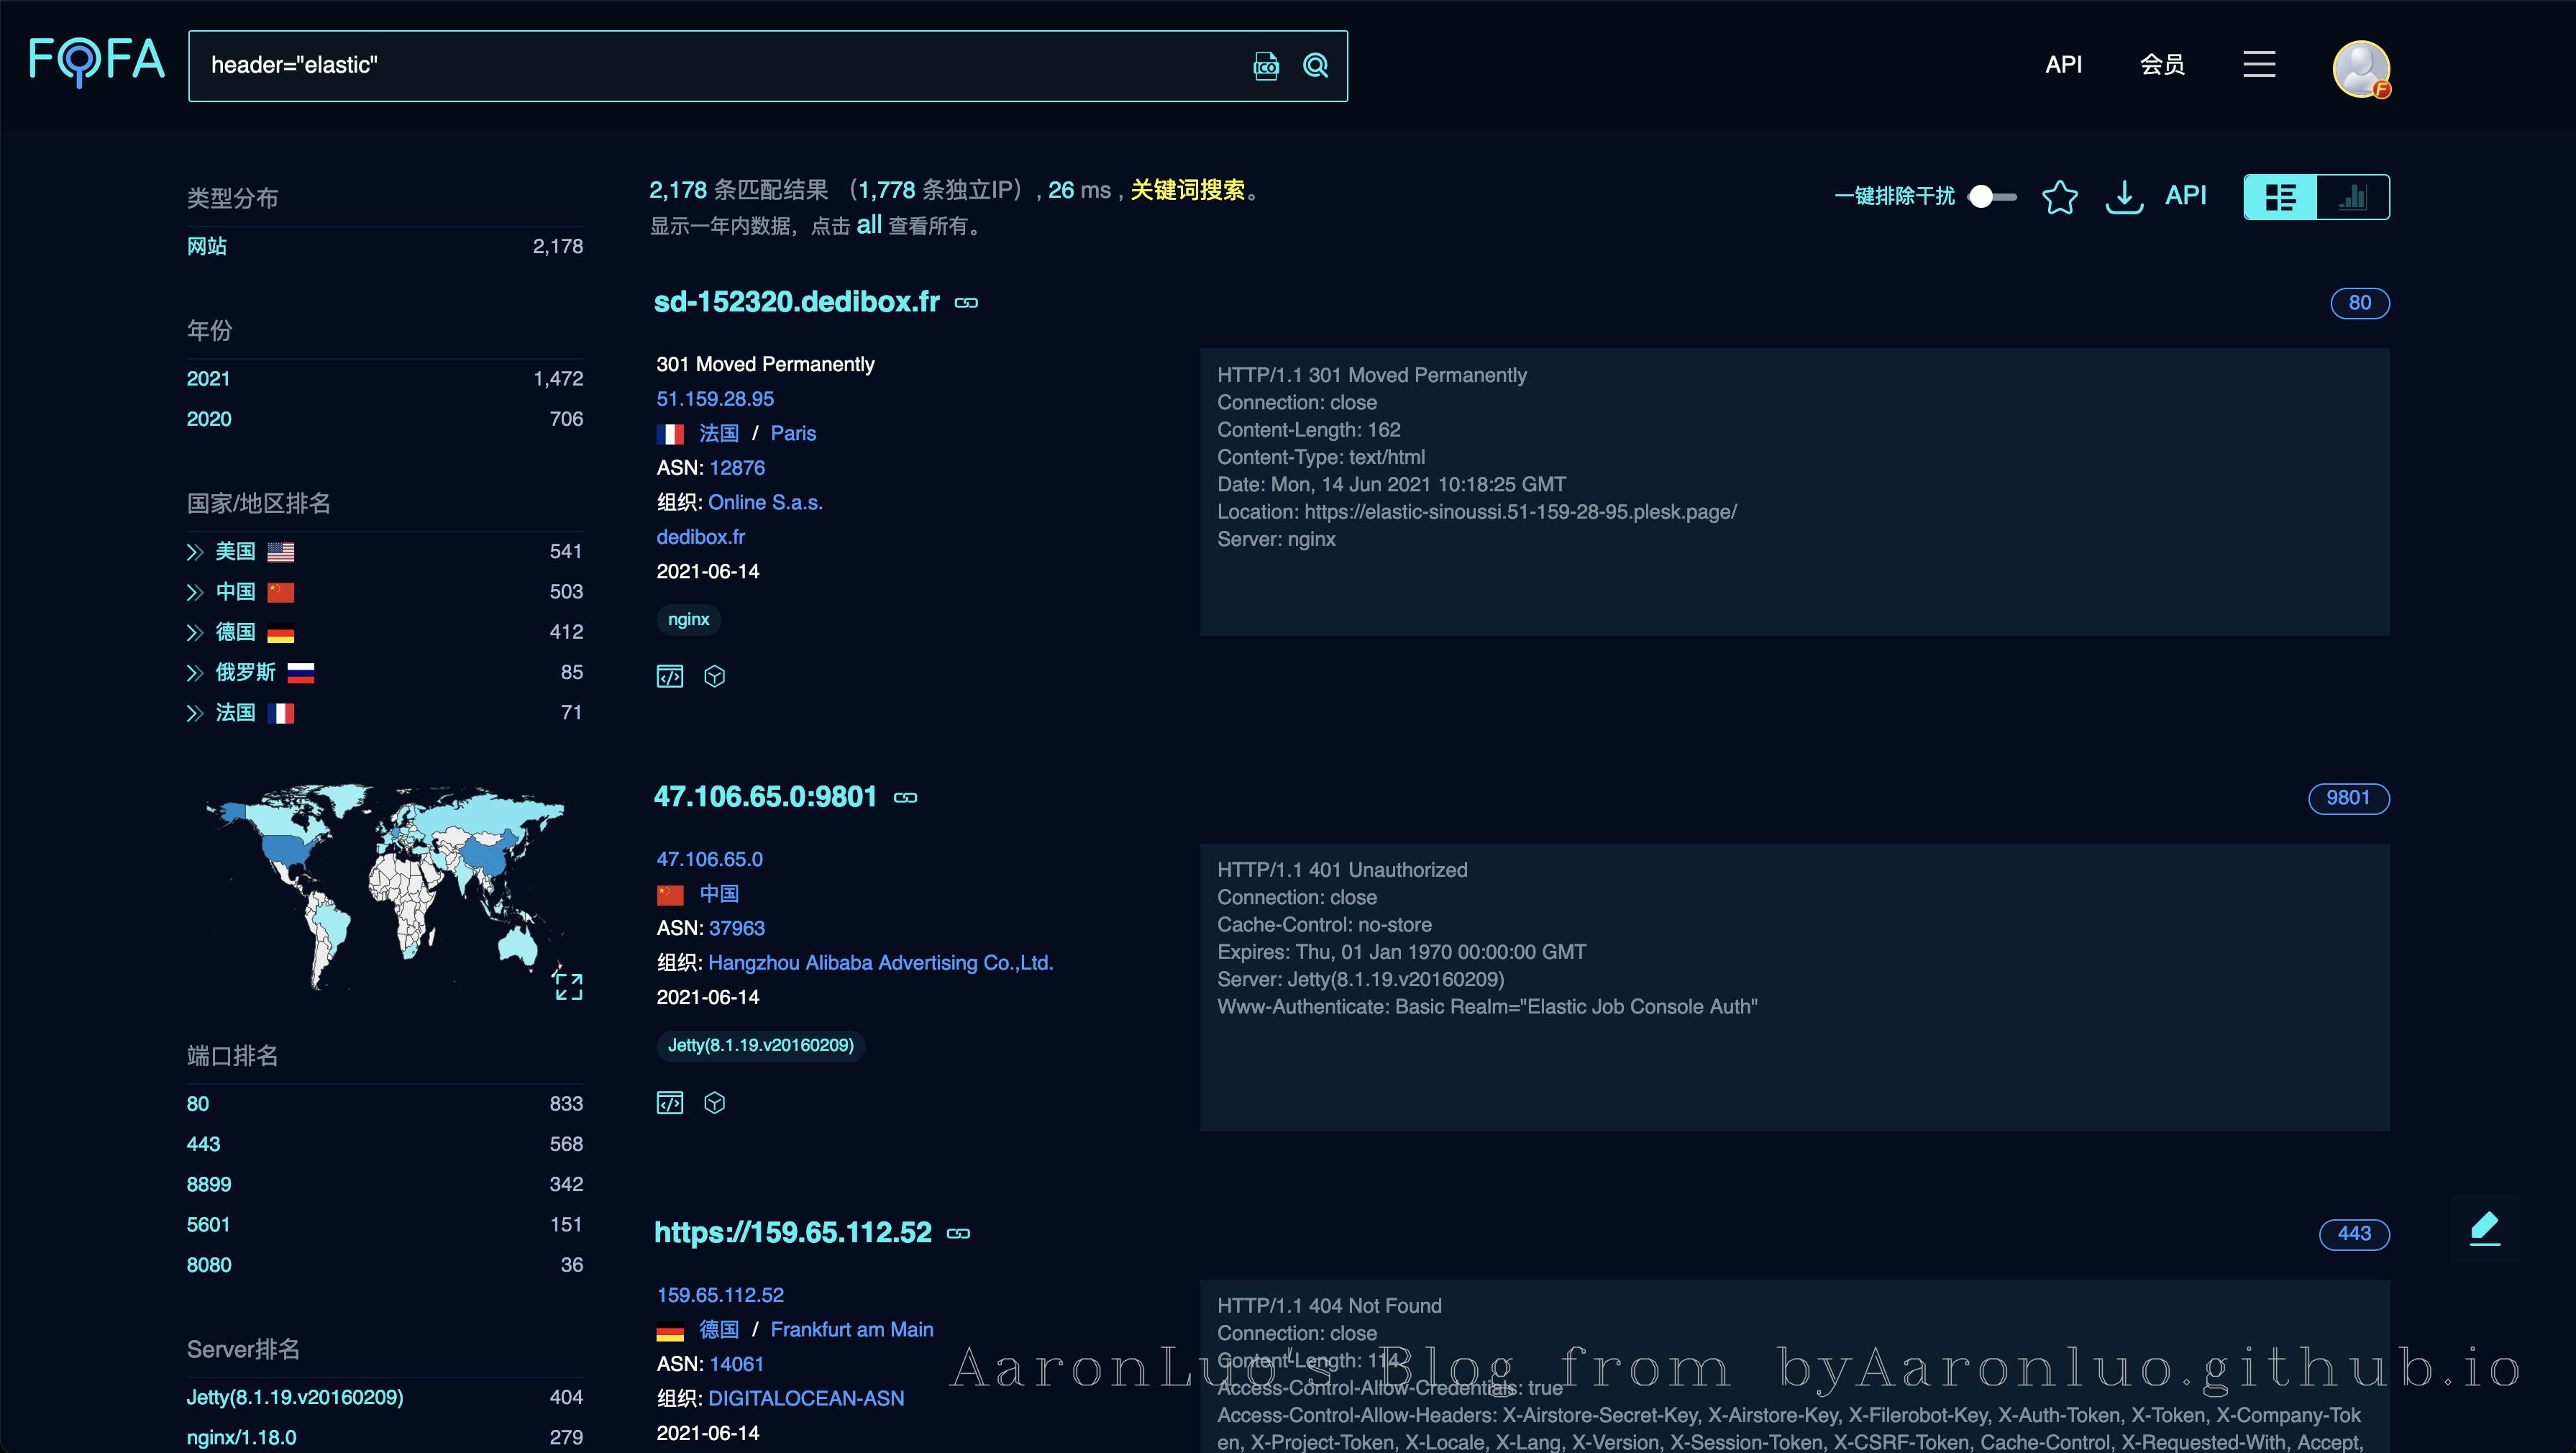 FOFA
header="elastic"
ICO
API
会员
F
类型分布
网站 2,178
年份
2021 1,472
2020 706
国家/地区排名
美国 541
中国 503
德国 412
俄罗斯 85
法国 71
端口排名
80 833
443 568
8899 342
5601 151
8080 36
Server排名
Jetty(8.1.19.v20160209) 404
nginx/1.18.0 279
2,178 条匹配结果 （1,778 条独立IP）, 26 ms , 关键词搜索。
显示一年内数据，点击 all 查看所有。
一键排除干扰
API
sd-152320.dedibox.fr
80
301 Moved Permanently
51.159.28.95
法国 / Paris
ASN: 12876
组织: Online S.a.s.
dedibox.fr
2021-06-14
nginx
HTTP/1.1 301 Moved Permanently
Connection: close
Content-Length: 162
Content-Type: text/html
Date: Mon, 14 Jun 2021 10:18:25 GMT
Location: https://elastic-sinoussi.51-159-28-95.plesk.page/
Server: nginx
47.106.65.0:9801
9801
47.106.65.0
中国
ASN: 37963
组织: Hangzhou Alibaba Advertising Co.,Ltd.
2021-06-14
Jetty(8.1.19.v20160209)
HTTP/1.1 401 Unauthorized
Connection: close
Cache-Control: no-store
Expires: Thu, 01 Jan 1970 00:00:00 GMT
Server: Jetty(8.1.19.v20160209)
Www-Authenticate: Basic Realm="Elastic Job Console Auth"
https://159.65.112.52
443
159.65.112.52
德国 / Frankfurt am Main
ASN: 14061
组织: DIGITALOCEAN-ASN
2021-06-14
HTTP/1.1 404 Not Found
Connection: close
Content-Length: 114
Access-Control-Allow-Credentials: true
Access-Control-Allow-Headers: X-Airstore-Secret-Key, X-Airstore-Key, X-Filerobot-Key, X-Auth-Token, X-Token, X-Company-Tok
en, X-Project-Token, X-Locale, X-Lang, X-Version, X-Session-Token, X-CSRF-Token, Cache-Control, X-Requested-With, Accept,
AaronLuo's Blog from byAaronluo.github.io